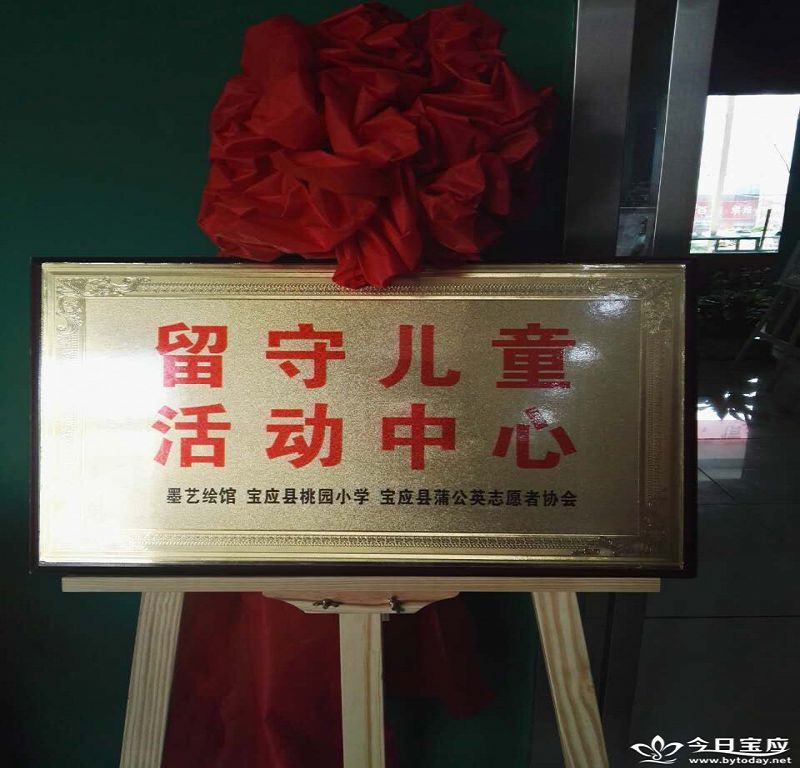 留守儿童
活动中心
墨艺绘馆 宝应县桃园小学 宝应县蒲公英志愿者协会
今日宝应
www.bytoday.net